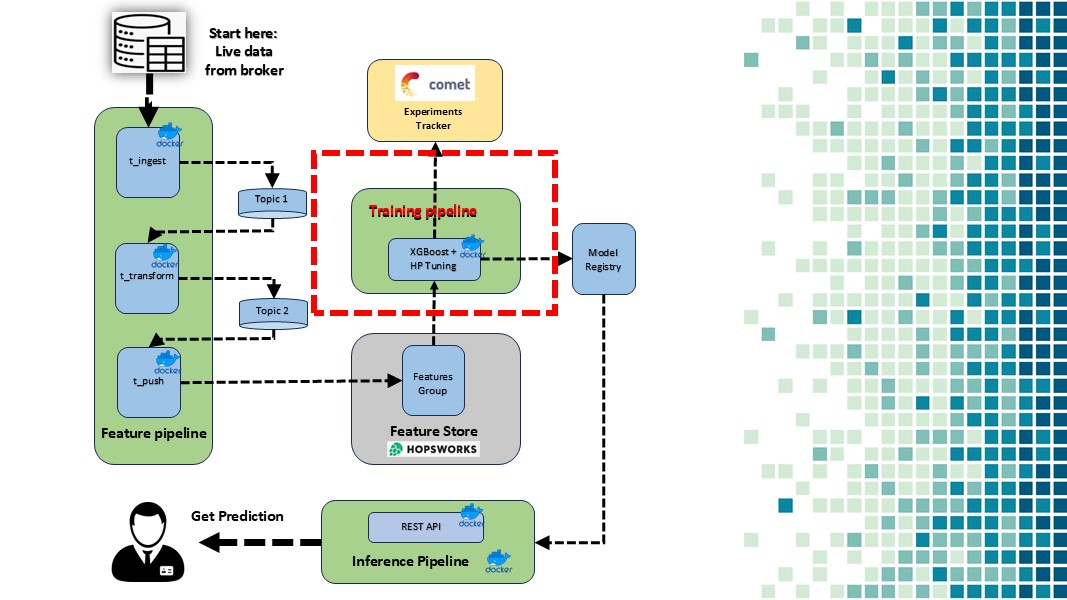 Start here:
Live data
from broker
comet
Experiments
Tracker
docker
t_ingest
Topic 1
Training pipeline
docker
XGBoost +
HP Tuning
Model
Registry
docker
t_transform
Topic 2
docker
t_push
Features
Group
Feature pipeline
Feature Store
HOPSWORKS
Get Prediction
REST API
docker
Inference Pipeline
docker